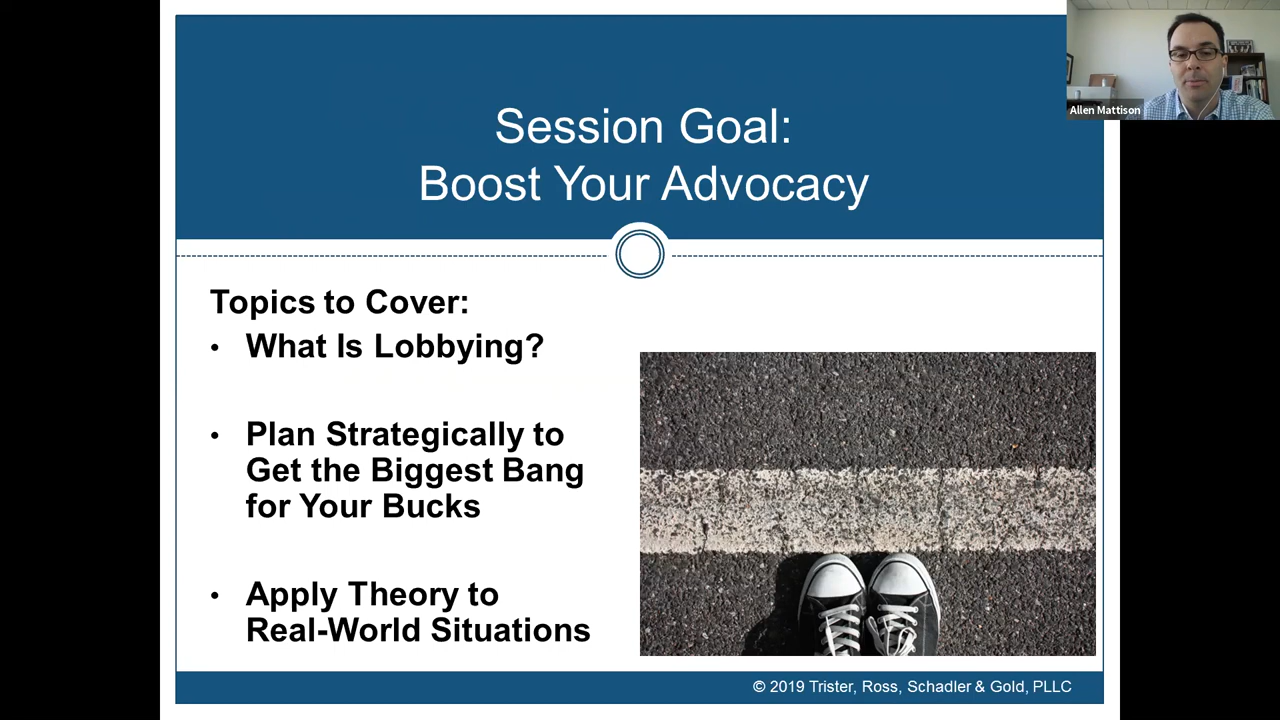 Session Goal:
Boost Your Advocacy
Allen Mattison
Topics to Cover:
• What Is Lobbying?
• Plan Strategically to
Get the Biggest Bang
for Your Bucks
• Apply Theory to
Real-World Situations
© 2019 Trister, Ross, Schadler & Gold, PLLC